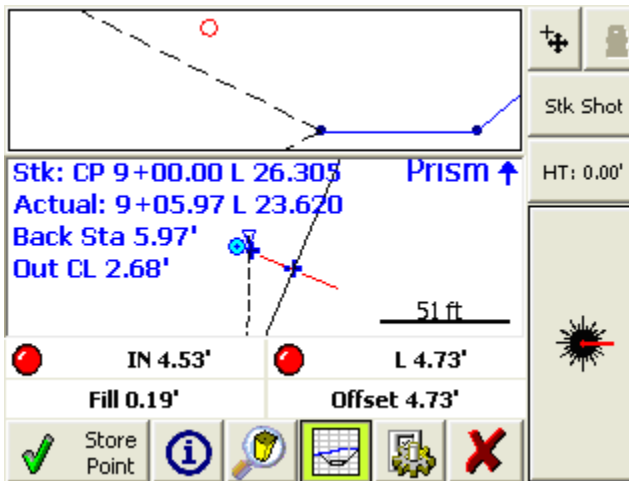 Stk Shot
Stk: CP 9+00.00 L 26.305
Prism
HT: 0.00'
Actual: 9+05.97 L 23.620
Back Sta 5.97'
Out CL 2.68'
51 ft
IN 4.53'
L 4.73'
Fill 0.19'
Offset 4.73'
Store
Point